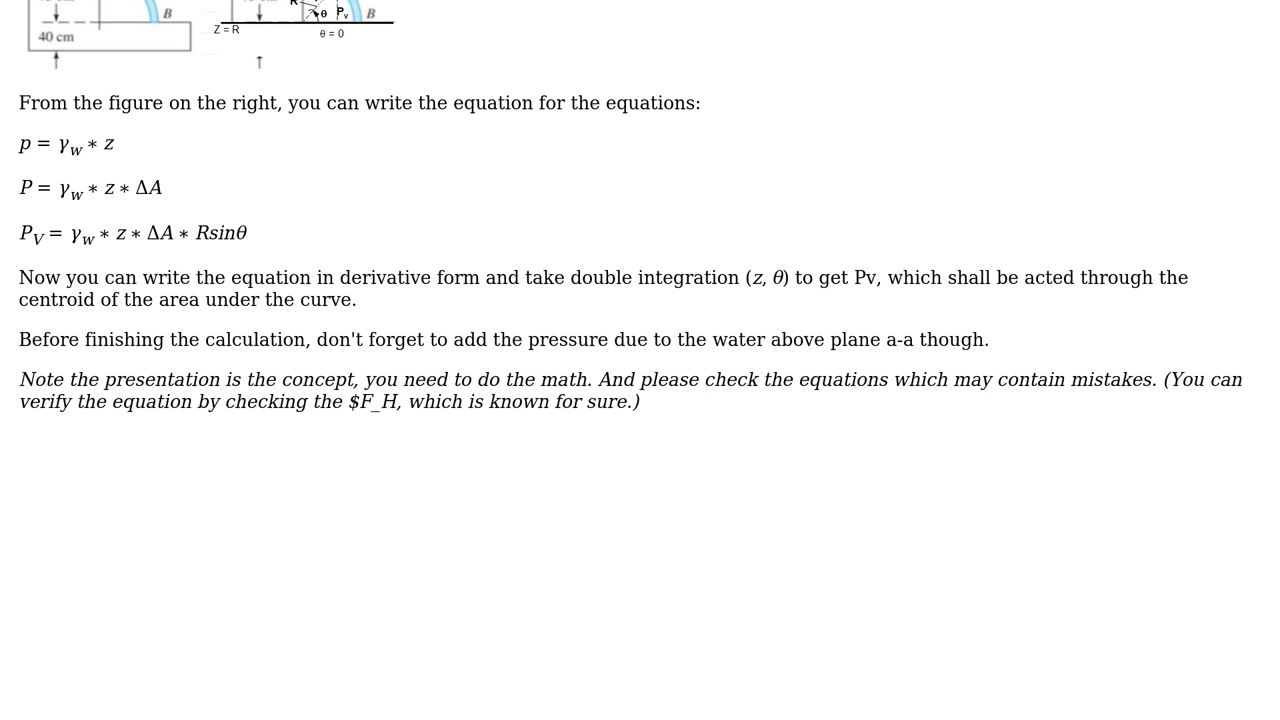 B
40 cm
R
θ
Pv
B
Z = R
θ = 0
From the figure on the right, you can write the equation for the equations:
p = γw ∗ z
P = γw ∗ z ∗ ΔA
PV = γw ∗ z ∗ ΔA ∗ Rsinθ
Now you can write the equation in derivative form and take double integration (z, θ) to get Pv, which shall be acted through the
centroid of the area under the curve.
Before finishing the calculation, don't forget to add the pressure due to the water above plane a-a though.
Note the presentation is the concept, you need to do the math. And please check the equations which may contain mistakes. (You can
verify the equation by checking the $F_H, which is known for sure.)